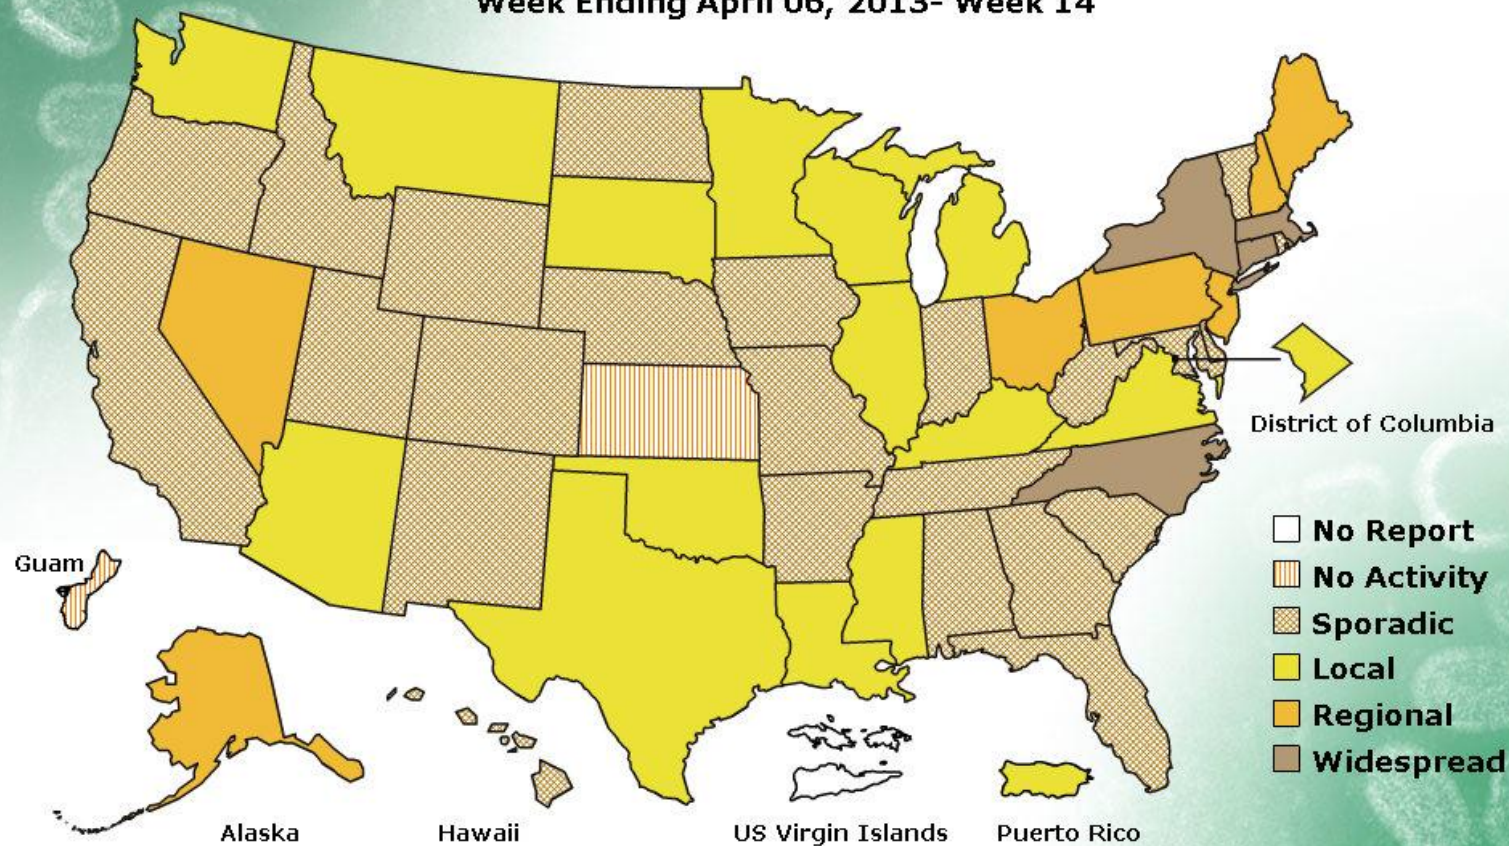 Week Ending April 06, 2013- Week 14
District of Columbia
No Report
No Activity
Sporadic
Local
Regional
Widespread
Guam
Alaska
Hawaii
US Virgin Islands
Puerto Rico